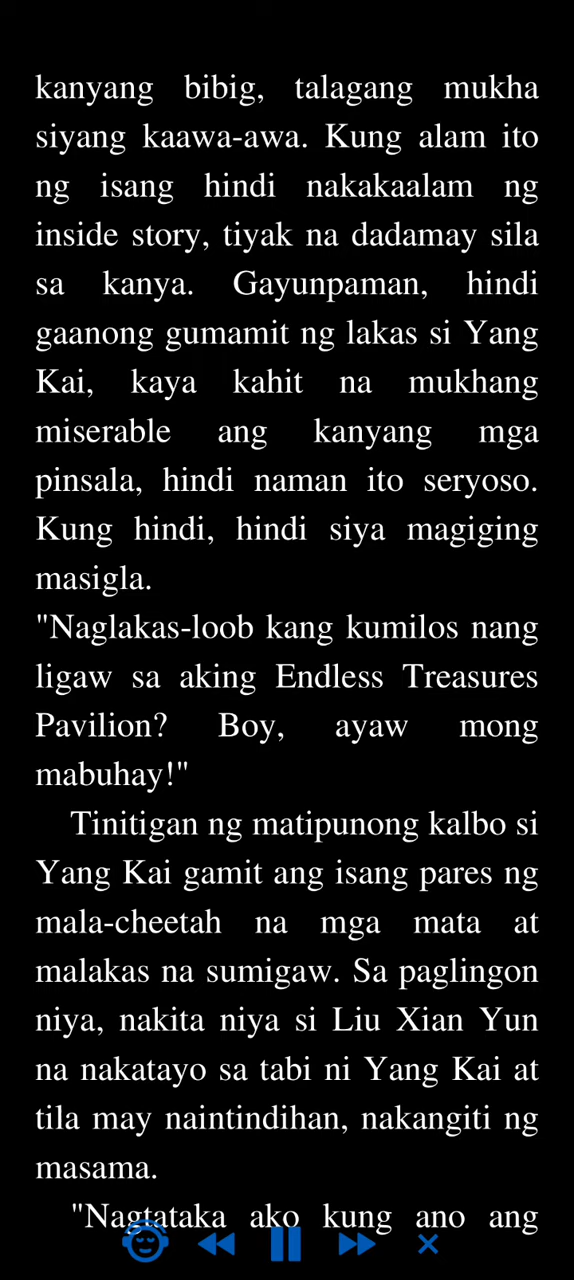 kanyang bibig, talagang mukha
siyang kaawa-awa. Kung alam ito
ng isang hindi nakakaalam ng
inside story, tiyak na dadamay sila
sa kanya. Gayunpaman, hindi
gaanong gumamit ng lakas si Yang
Kai, kaya kahit na mukhang
miserable ang kanyang mga
pinsala, hindi naman ito seryoso.
Kung hindi, hindi siya magiging
masigla.
"Naglakas-loob kang kumilos nang
ligaw sa aking Endless Treasures
Pavilion? Boy, ayaw mong
mabuhay!"
Tinitigan ng matipunong kalbo si
Yang Kai gamit ang isang pares ng
mala-cheetah na mga mata at
malakas na sumigaw. Sa paglingon
niya, nakita niya si Liu Xian Yun
na nakatayo sa tabi ni Yang Kai at
tila may naintindihan, nakangiti ng
masama.
"Nagtataka ako kung ano ang